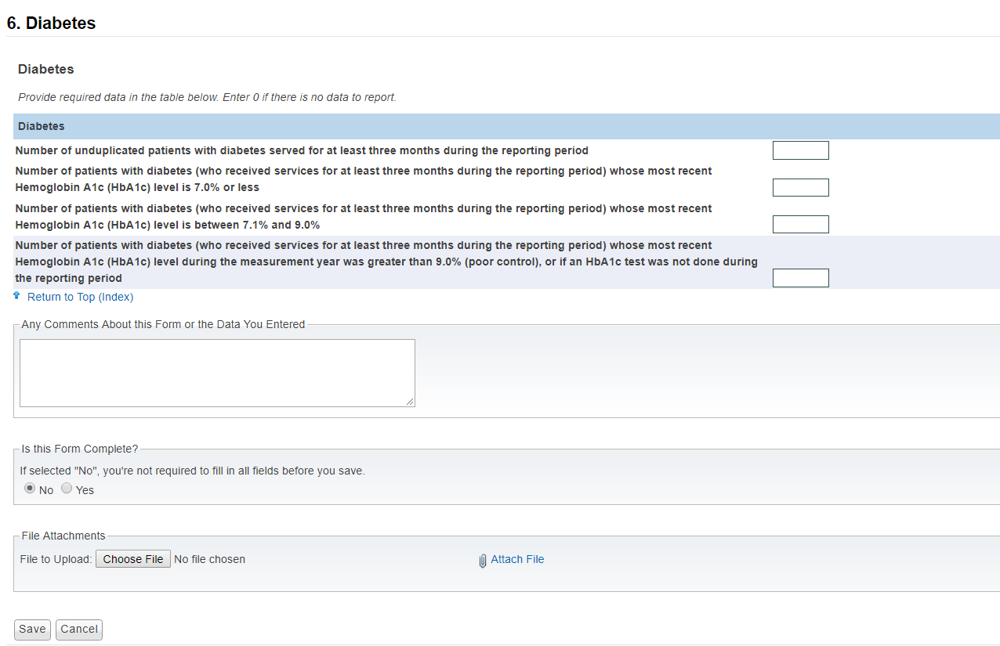 6. Diabetes
Diabetes
Provide required data in the table below. Enter 0 if there is no data to report.
Diabetes
Number of unduplicated patients with diabetes served for at least three months during the reporting period
Number of patients with diabetes (who received services for at least three months during the reporting period) whose most recent
Hemoglobin A1c (HbA1c) level is 7.0% or less
Number of patients with diabetes (who received services for at least three months during the reporting period) whose most recent
Hemoglobin A1c (HbA1c) level is between 7.1% and 9.0%
Number of patients with diabetes (who received services for at least three months during the reporting period) whose most recent
Hemoglobin A1c (HbA1c) level during the measurement year was greater than 9.0% (poor control), or if an HbA1c test was not done during
the reporting period
Return to Top (Index)
Any Comments About this Form or the Data You Entered
Is this Form Complete?
If selected "No", you're not required to fill in all fields before you save.
No Yes
File Attachments
File to Upload: Choose File No file chosen Attach File
Save Cancel